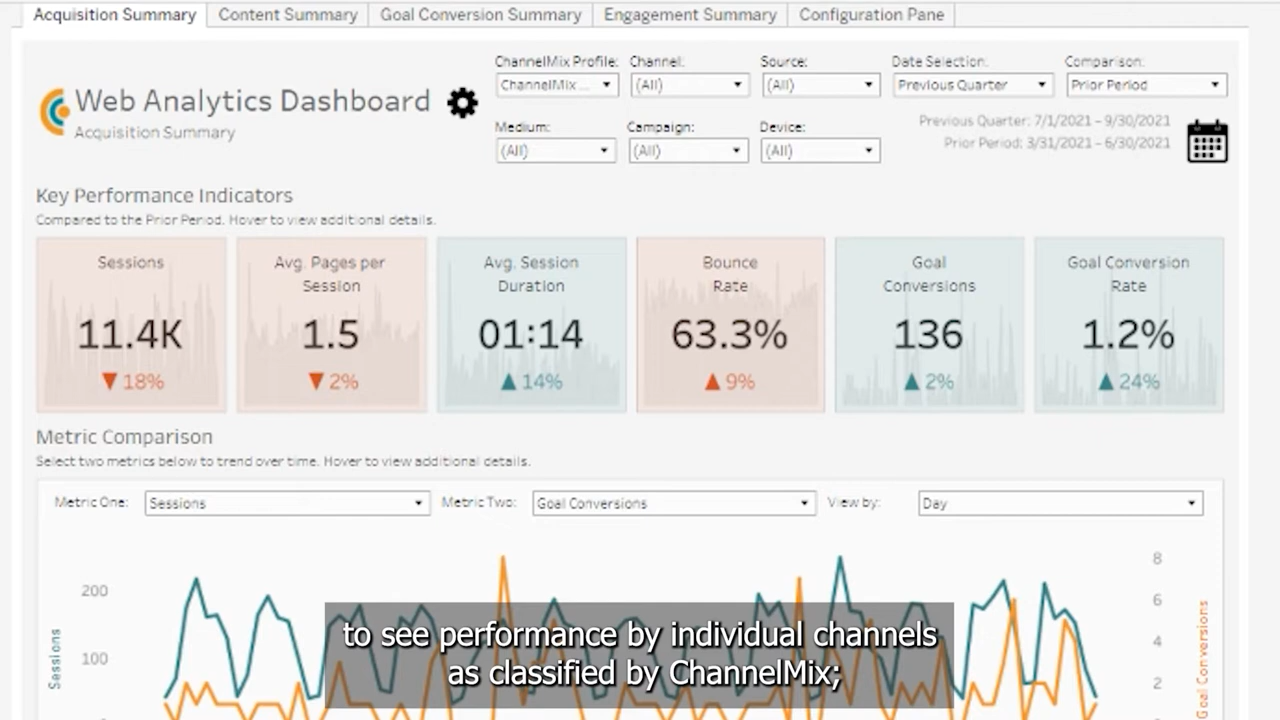 Acquisition Summary
Content Summary
Goal Conversion Summary
Engagement Summary
Configuration Pane
Web Analytics Dashboard
Acquisition Summary
ChannelMix Profile:
ChannelMix ...
Channel:
(All)
Source:
(All)
Date Selection:
Previous Quarter
Comparison:
Prior Period
Medium:
(All)
Campaign:
(All)
Device:
(All)
Previous Quarter: 7/1/2021 - 9/30/2021
Prior Period: 3/31/2021 - 6/30/2021
Key Performance Indicators
Compared to the Prior Period. Hover to view additional details.
Sessions
11.4K
▼ 18%
Avg. Pages per
Session
1.5
▼ 2%
Avg. Session
Duration
01:14
▲ 14%
Bounce
Rate
63.3%
▲ 9%
Goal
Conversions
136
▲ 2%
Goal Conversion
Rate
1.2%
▲ 24%
Metric Comparison
Select two metrics below to trend over time. Hover to view additional details.
Metric One:
Sessions
Metric Two:
Goal Conversions
View by:
Day
200
100
Sessions
8
6
4
2
Goal Conversions
to see performance by individual channels
as classified by ChannelMix;